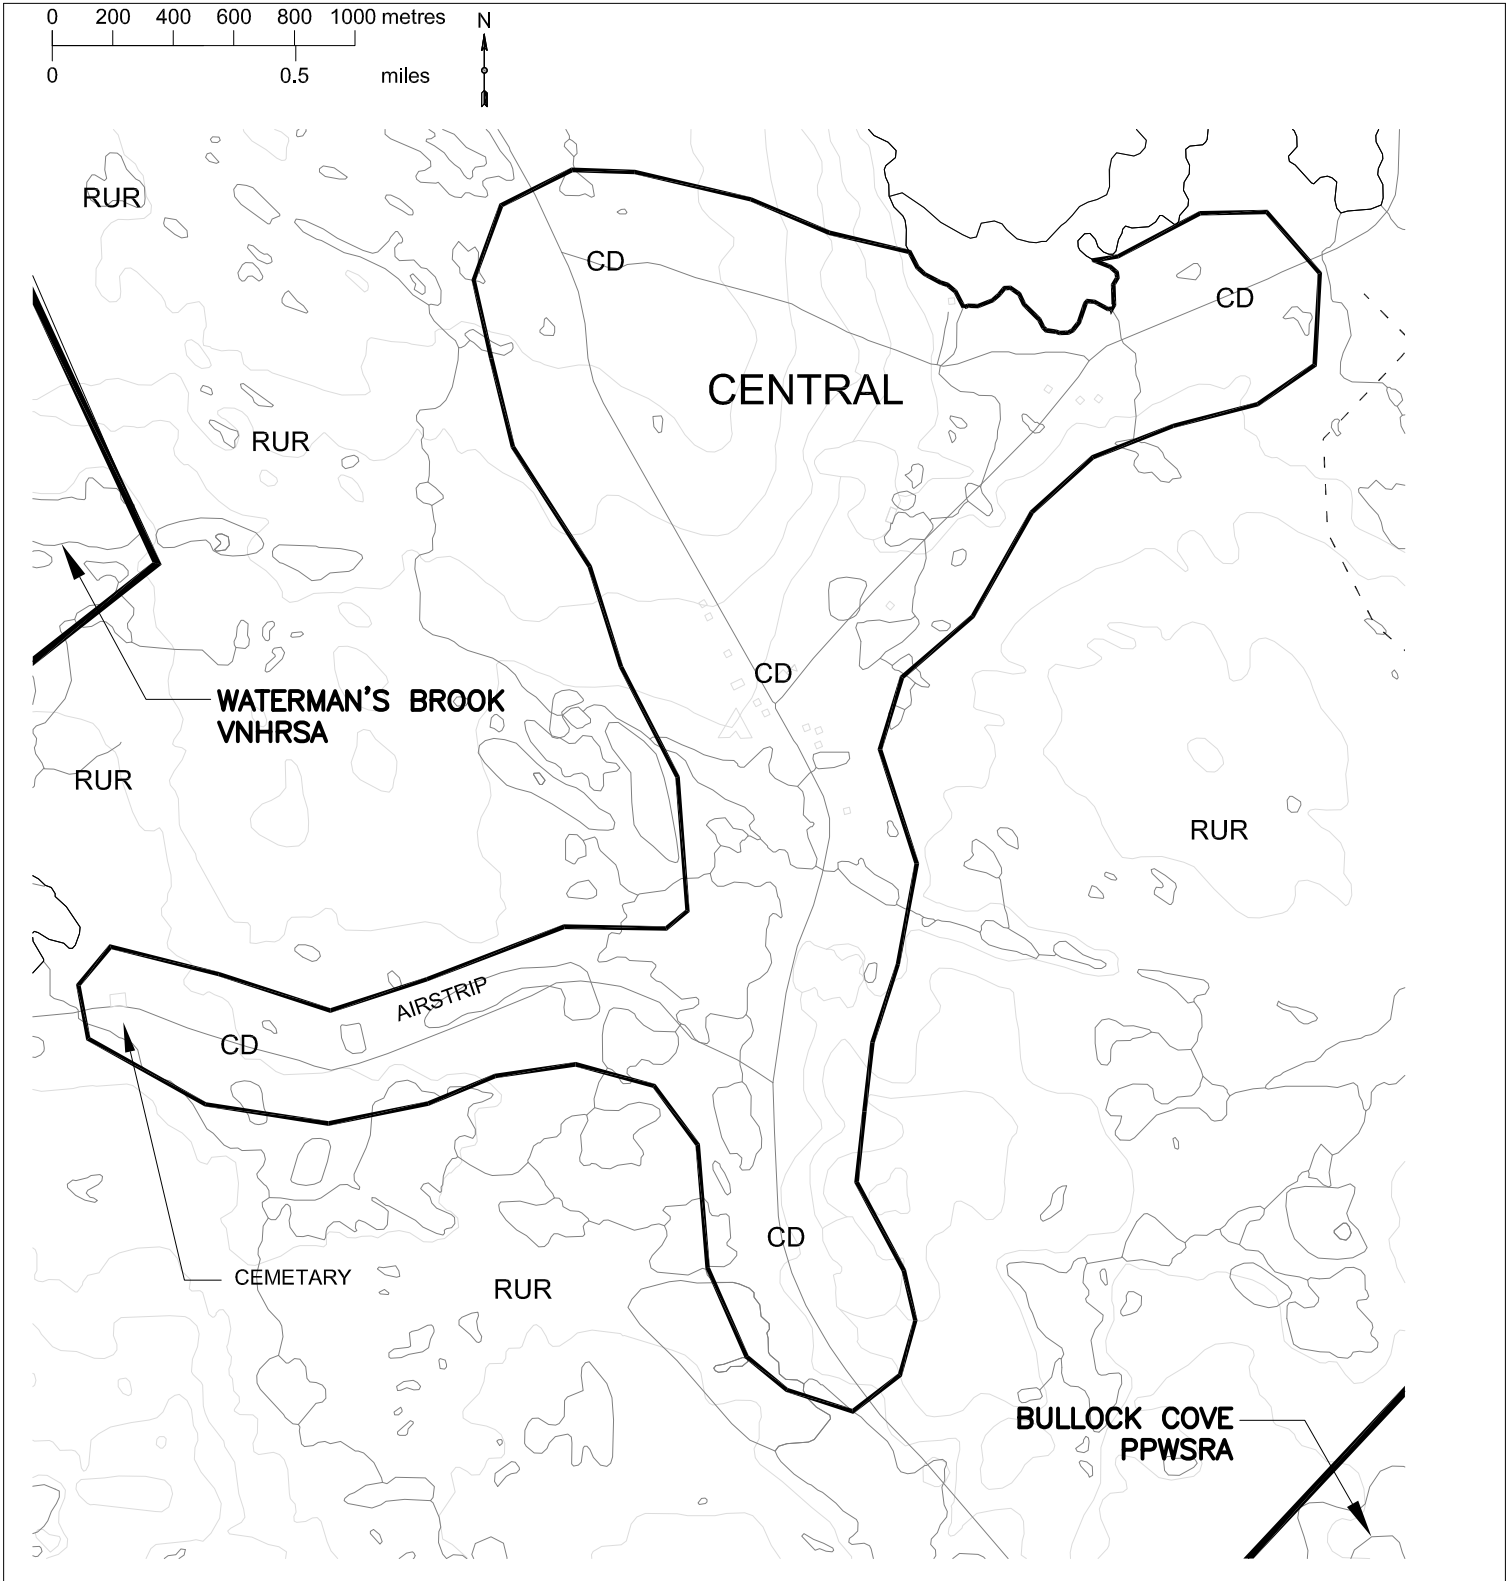 0 200 400 600 800 1000 metres
N
0 0.5 miles
RUR
CD
CD
CENTRAL
RUR
CD
WATERMAN'S BROOK
VNHRSA
RUR
RUR
AIRSTRIP
CD
CD
CEMETARY
RUR
BULLOCK COVE
PPWSRA